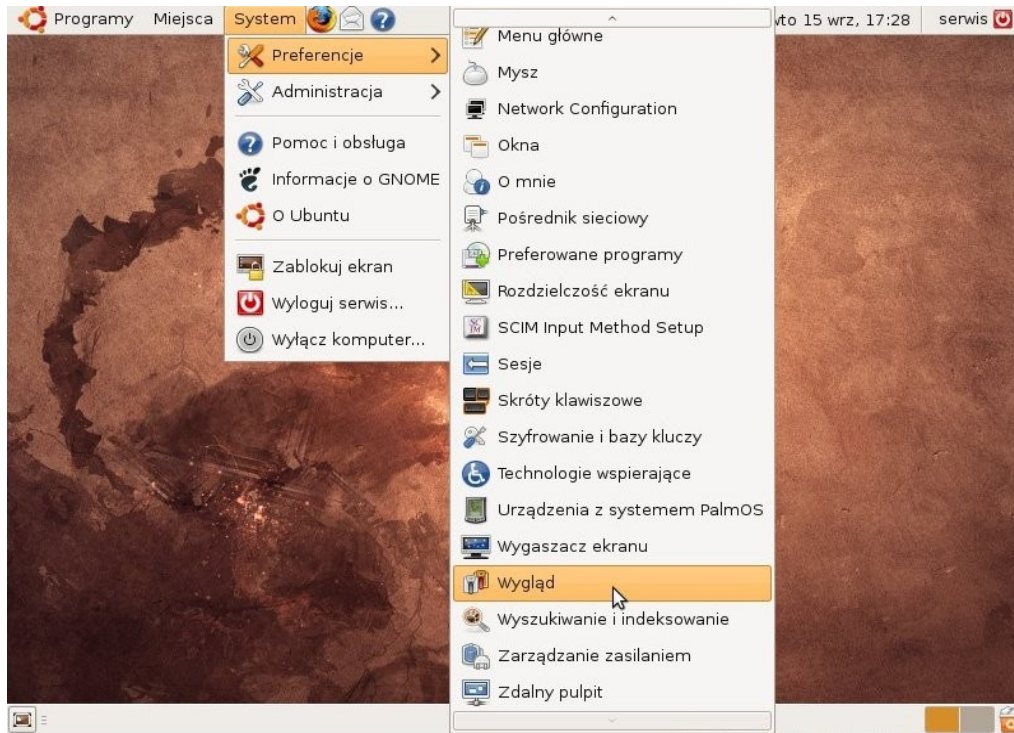 Programy Miejsca System
wto 15 wrz, 17:28 serwis
Preferencje
Administracja
Pomoc i obsługa
Informacje o GNOME
O Ubuntu
Zablokuj ekran
Wyloguj serwis...
Wyłącz komputer...
Menu główne
Mysz
Network Configuration
Okna
O mnie
Pośrednik sieciowy
Preferowane programy
Rozdzielczość ekranu
SCIM Input Method Setup
Sesje
Skróty klawiszowe
Szyfrowanie i bazy kluczy
Technologie wspierające
Urządzenia z systemem PalmOS
Wygaszacz ekranu
Wygląd
Wyszukiwanie i indeksowanie
Zarządzanie zasilaniem
Zdalny pulpit